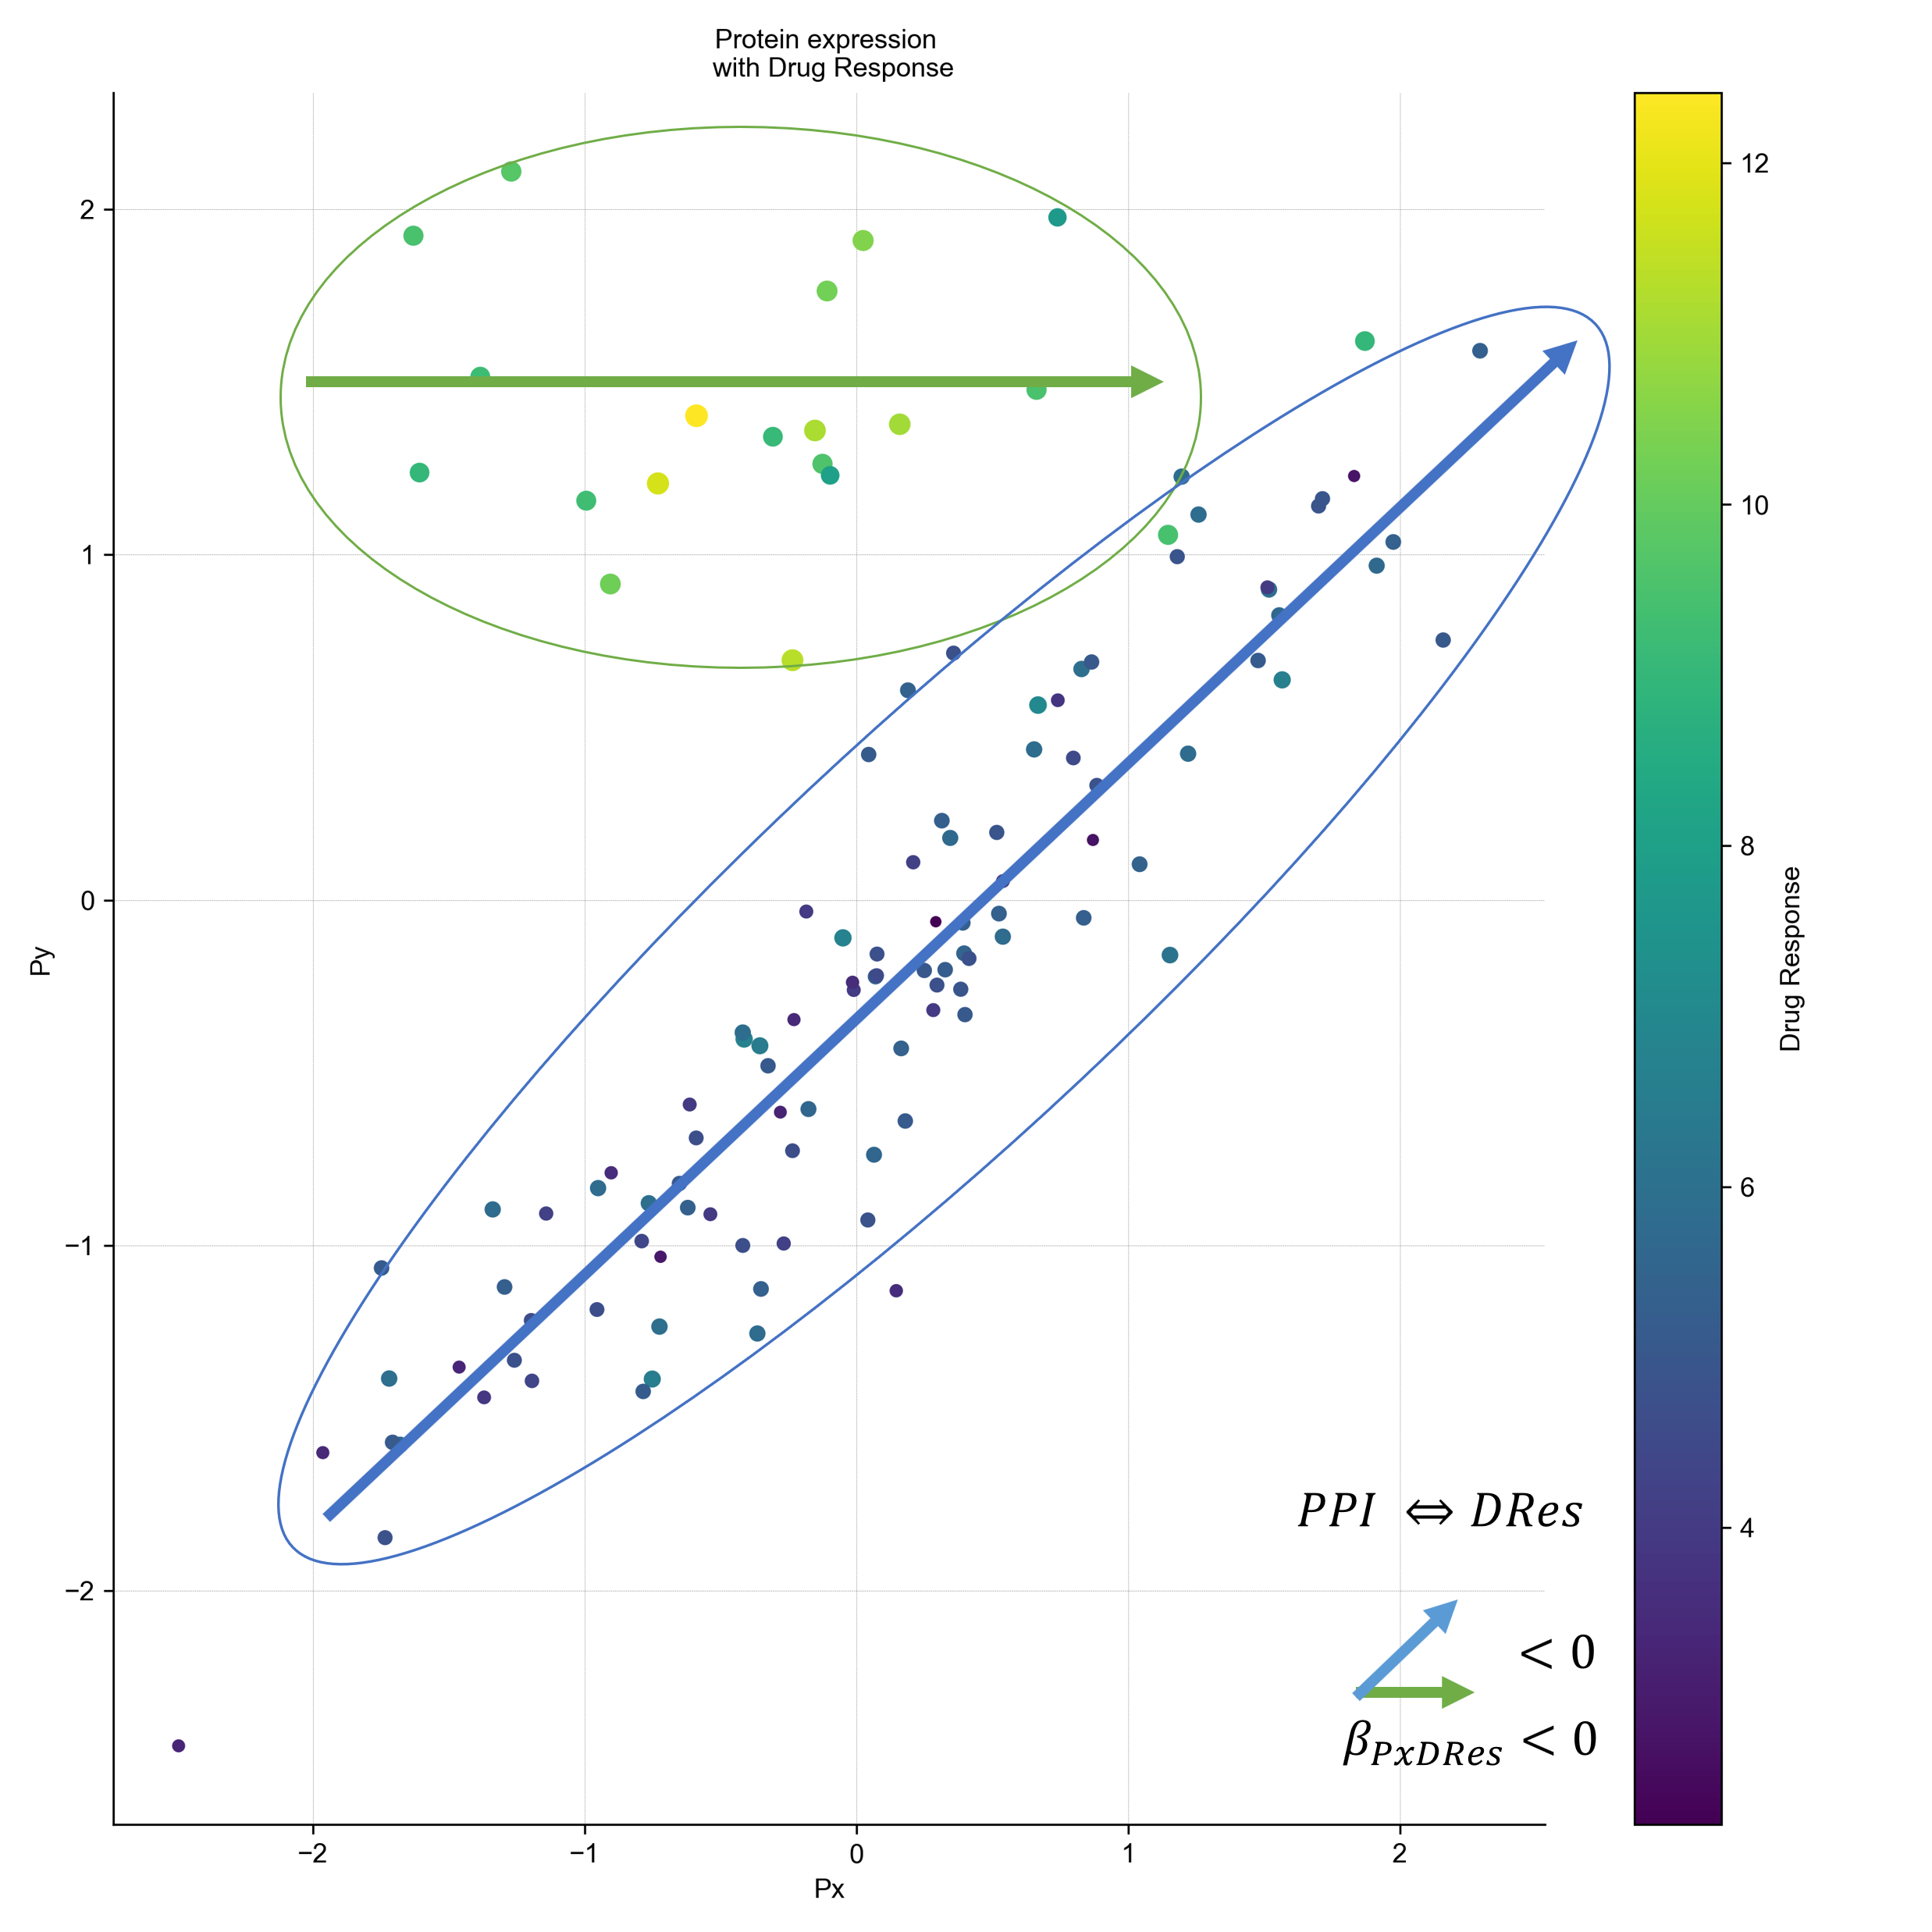 Protein expression
with Drug Response
2
1
0
−1
−2
Py
−2
−1
0
1
2
Px
12
10
8
6
4
Drug Response
PPI ⇔ DRes
< 0
β_PxDRes < 0